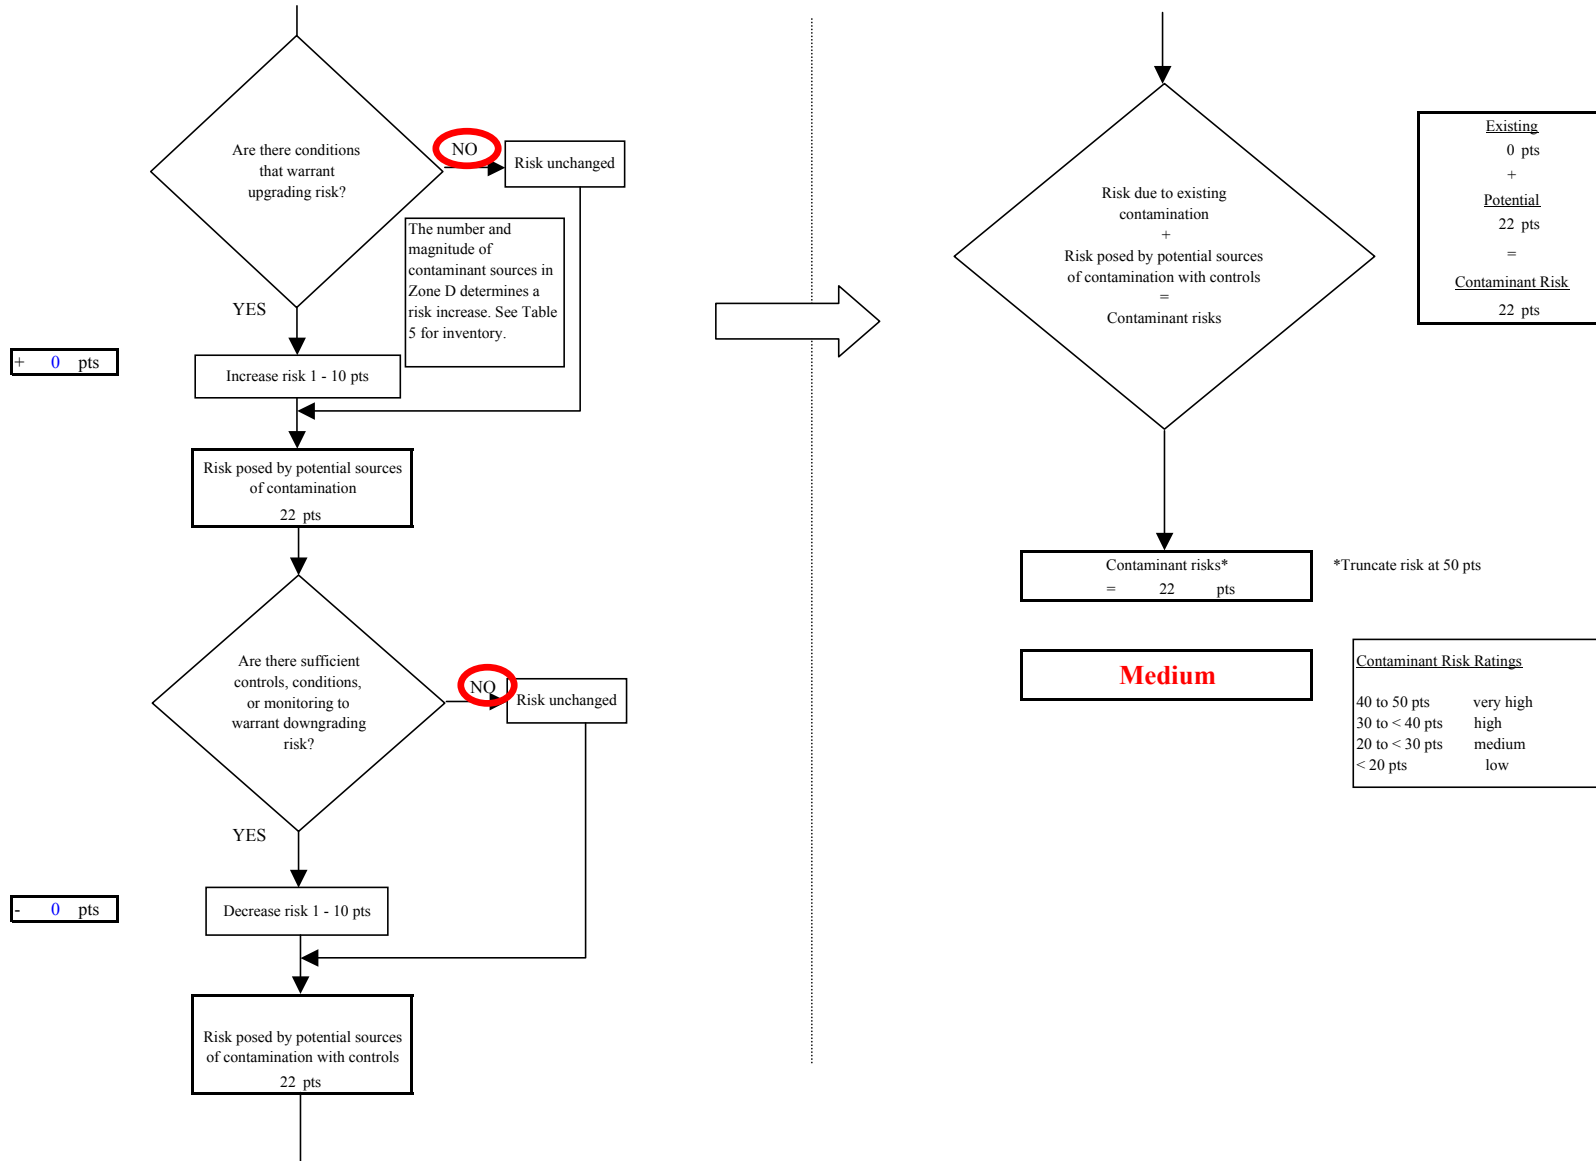 Are there conditions
that warrant
upgrading risk?
NO
Risk unchanged
The number and
magnitude of
contaminant sources in
Zone D determines a
risk increase. See Table
5 for inventory.
YES
+ 0 pts
Increase risk 1 - 10 pts
Risk posed by potential sources
of contamination
22 pts
Are there sufficient
controls, conditions,
or monitoring to
warrant downgrading
risk?
NO
Risk unchanged
YES
- 0 pts
Decrease risk 1 - 10 pts
Risk posed by potential sources
of contamination with controls
22 pts
Risk due to existing
contamination
+
Risk posed by potential sources
of contamination with controls
=
Contaminant risks
Existing
0 pts
+
Potential
22 pts
=
Contaminant Risk
22 pts
Contaminant risks*
= 22 pts
*Truncate risk at 50 pts
Medium
Contaminant Risk Ratings
40 to 50 pts very high
30 to < 40 pts high
20 to < 30 pts medium
< 20 pts low